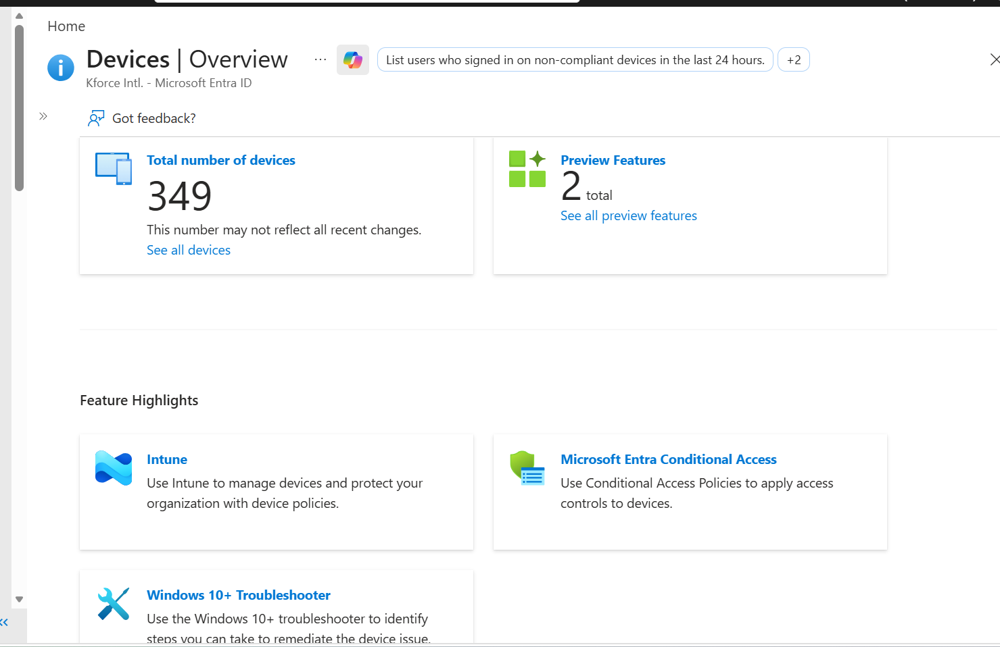 Home
Devices | Overview
...
List users who signed in on non-compliant devices in the last 24 hours.
+2
Kforce Intl. - Microsoft Entra ID
Got feedback?
Total number of devices
349
This number may not reflect all recent changes.
See all devices
Preview Features
2 total
See all preview features
Feature Highlights
Intune
Use Intune to manage devices and protect your
organization with device policies.
Microsoft Entra Conditional Access
Use Conditional Access Policies to apply access
controls to devices.
Windows 10+ Troubleshooter
Use the Windows 10+ troubleshooter to identify
steps you can take to remediate the device issue.